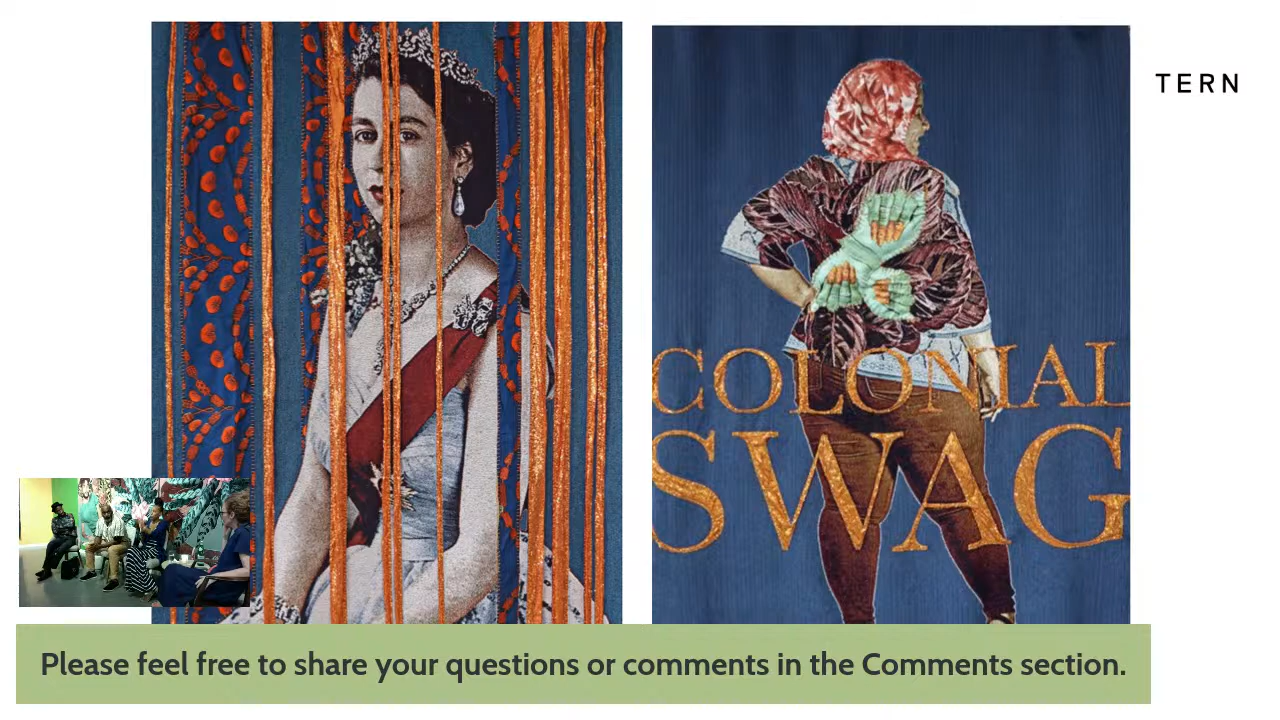 TERN
COLONIAL
SWAG
Please feel free to share your questions or comments in the Comments section.